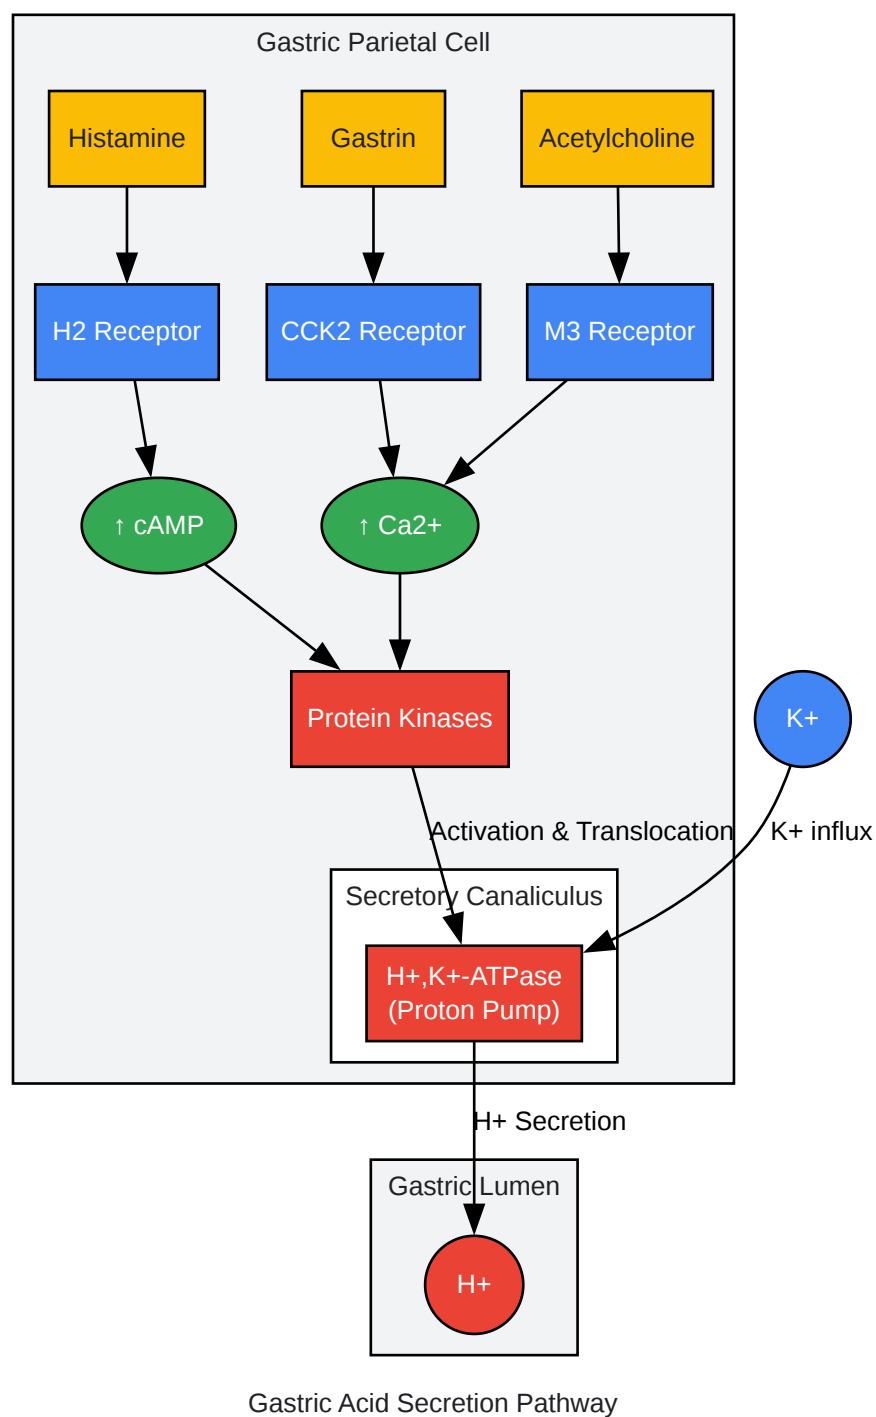 Gastric Parietal Cell
Histamine
Gastrin
Acetylcholine
H2 Receptor
CCK2 Receptor
M3 Receptor
↑ cAMP
↑ Ca2+
Protein Kinases
K+
Activation & Translocation
K+ influx
Secretory Canaliculus
H+,K+-ATPase
(Proton Pump)
H+ Secretion
Gastric Lumen
H+
Gastric Acid Secretion Pathway